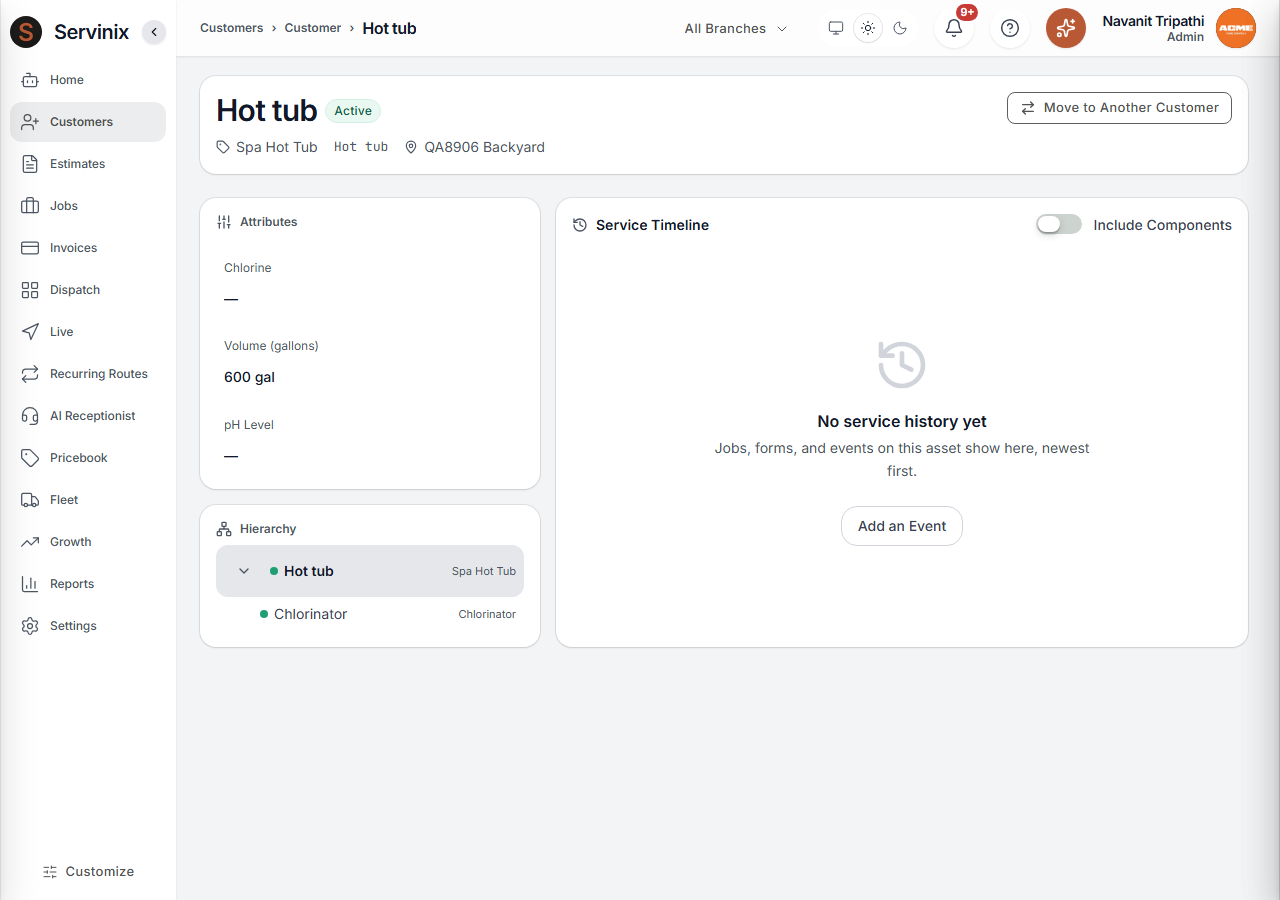 S Servinix
Customers › Customer › Hot tub
All Branches
9+
Navanit Tripathi
Admin
ACME
Home
Customers
Estimates
Jobs
Invoices
Dispatch
Live
Recurring Routes
AI Receptionist
Pricebook
Fleet
Growth
Reports
Settings
Customize
Hot tub Active
Move to Another Customer
Spa Hot Tub Hot tub QA8906 Backyard
Attributes
Chlorine
—
Volume (gallons)
600 gal
pH Level
—
Hierarchy
Hot tub Spa Hot Tub
Chlorinator Chlorinator
Service Timeline
Include Components
No service history yet
Jobs, forms, and events on this asset show here, newest
first.
Add an Event